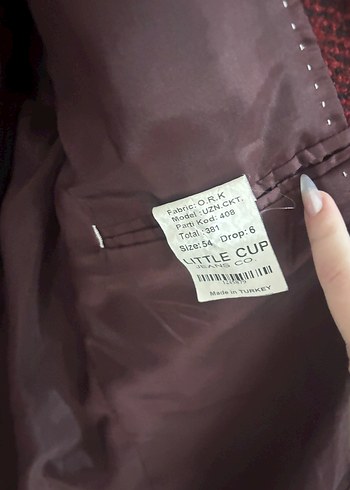 Fabric: O.R.K
Model :UZN.CKT.
Parti Kod: 408
Total :381
Size:54 Drop: 6
LITTLE CUP
JEANS CO.
Made in TURKEY